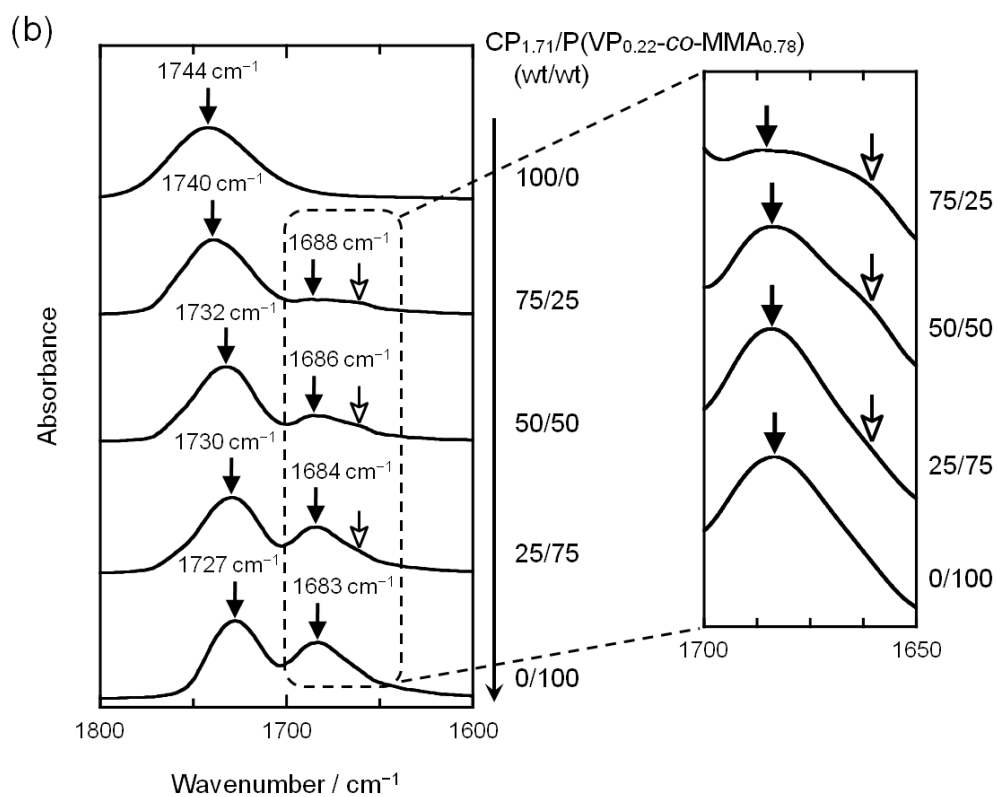 (b)
CP1.71/P(VP0.22-co-MMA0.78)
(wt/wt)
1744 cm−1
100/0
1740 cm−1
1688 cm−1
75/25
1732 cm−1
1686 cm−1
50/50
1730 cm−1
1684 cm−1
25/75
1727 cm−1
1683 cm−1
0/100
1800
1700
1600
Absorbance
Wavenumber / cm−1
75/25
50/50
25/75
0/100
1700
1650